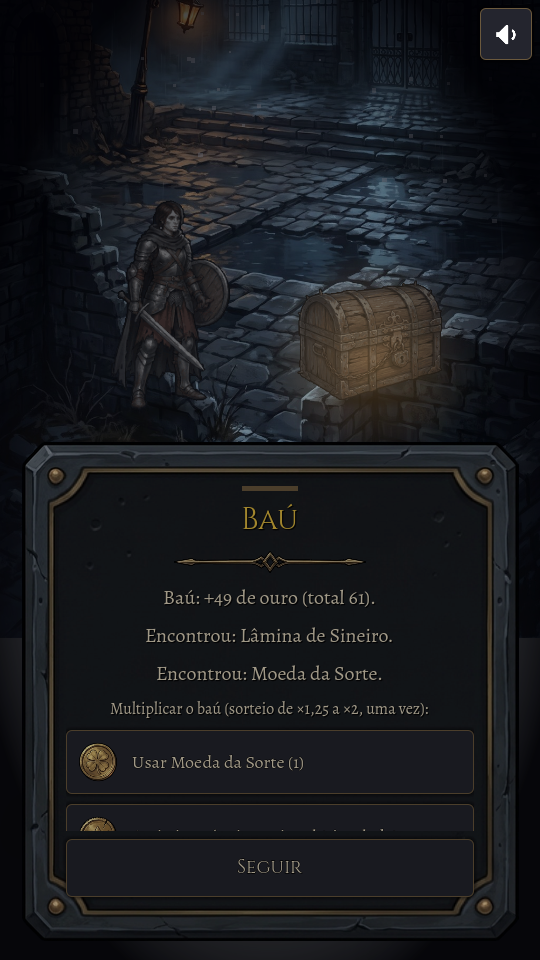 Baú
Baú: +49 de ouro (total 61).
Encontrou: Lâmina de Sineiro.
Encontrou: Moeda da Sorte.
Multiplicar o baú (sorteio de ×1,25 a ×2, uma vez):
Usar Moeda da Sorte (1)
Seguir